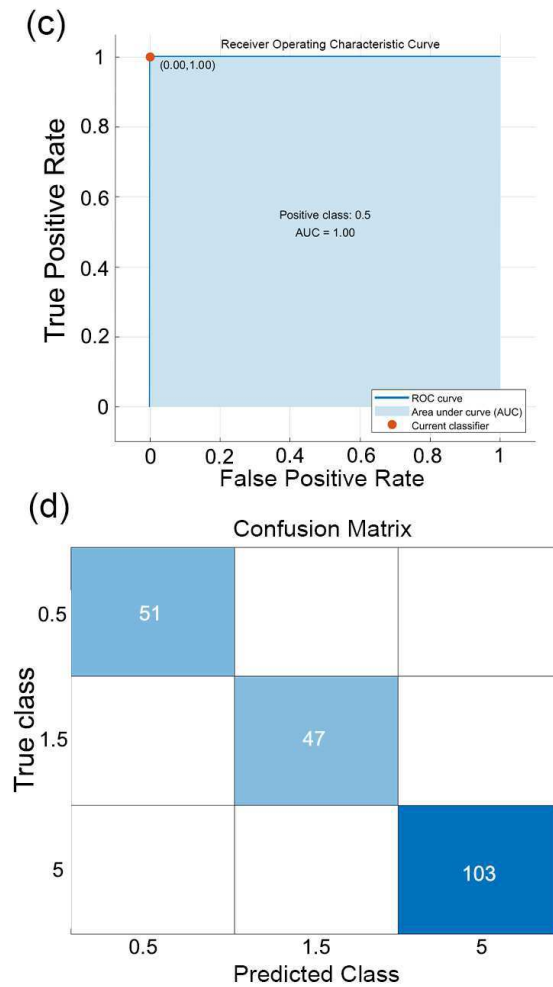 (c)
Receiver Operating Characteristic Curve
1
(0.00,1.00)
0.8
0.6
Positive class: 0.5
AUC = 1.00
0.4
0.2
0
True Positive Rate
ROC curve
Area under curve (AUC)
Current classifier
0 0.2 0.4 0.6 0.8 1
False Positive Rate
(d)
Confusion Matrix
0.5
51
1.5
47
5
103
True class
0.5 1.5 5
Predicted Class